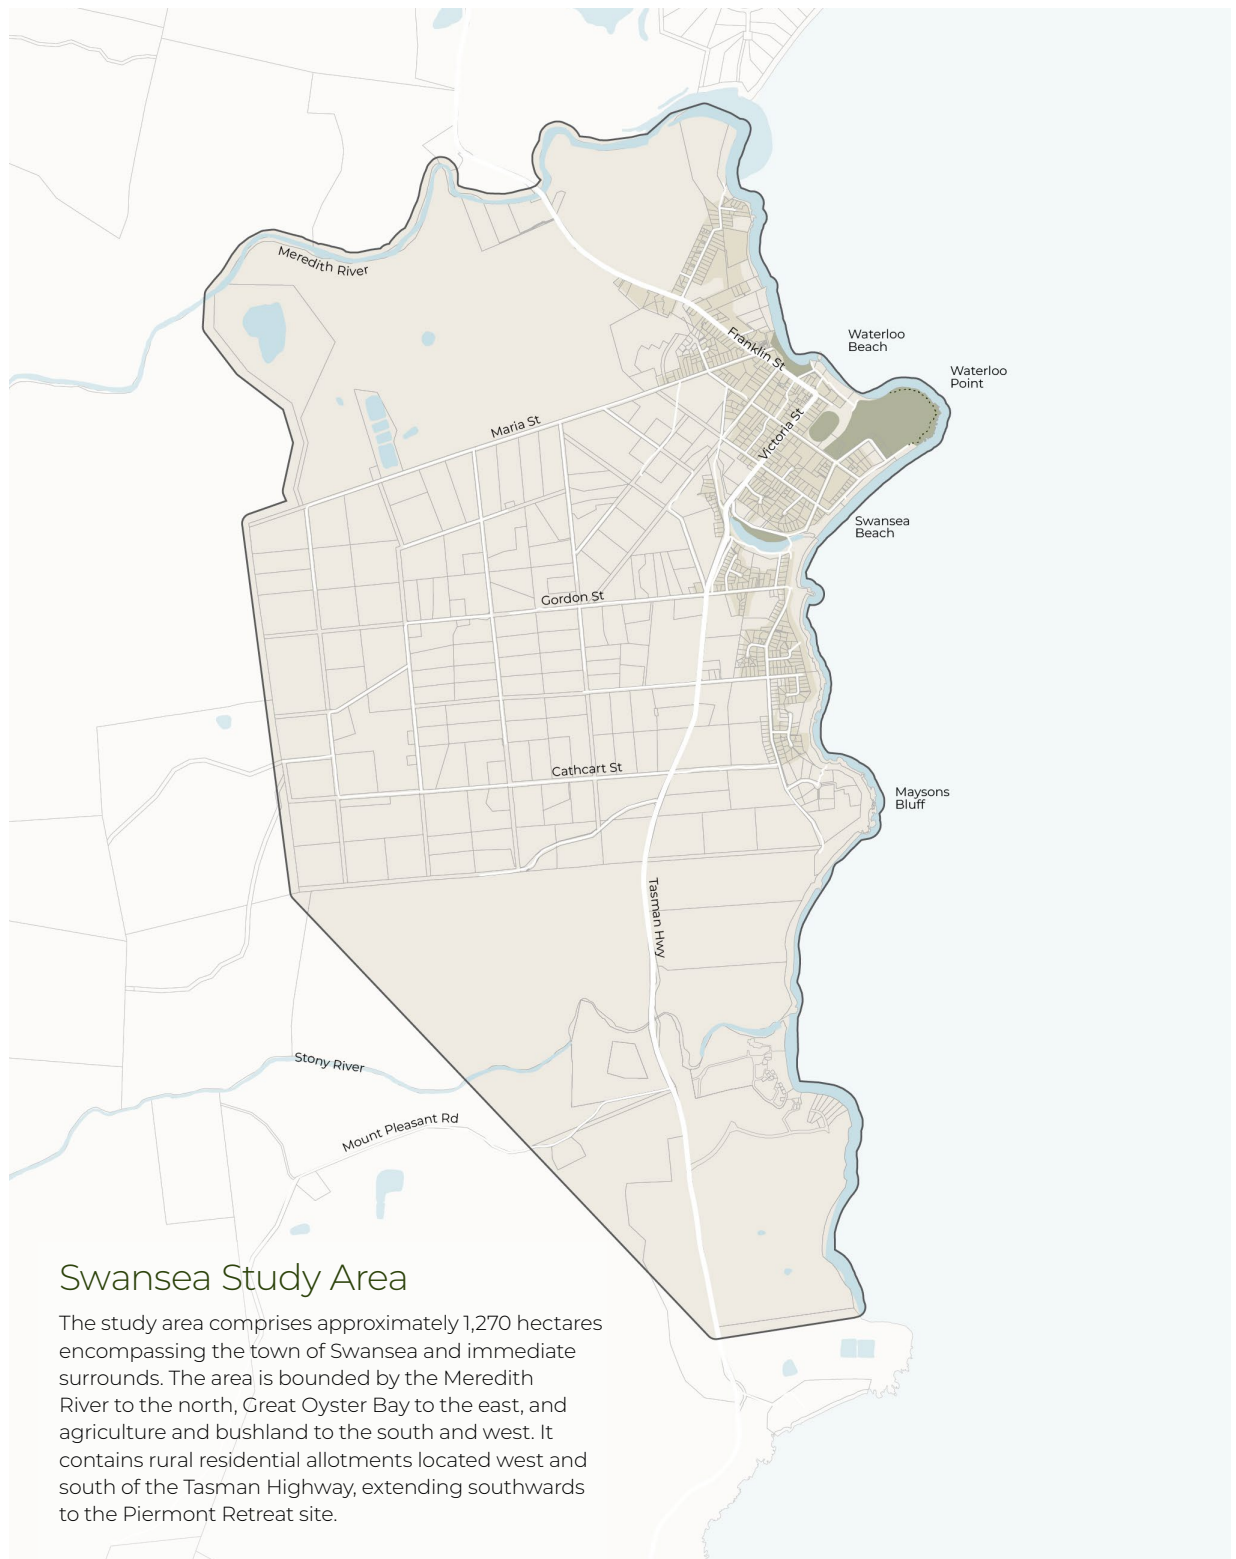 Meredith River
Franklin St
Waterloo
Beach
Waterloo
Point
Maria St
Victoria St
Swansea
Beach
Gordon St
Cathcart St
Maysons
Bluff
Tasman Hwy
Stony River
Mount Pleasant Rd
Swansea Study Area
The study area comprises approximately 1,270 hectares
encompassing the town of Swansea and immediate
surrounds. The area is bounded by the Meredith
River to the north, Great Oyster Bay to the east, and
agriculture and bushland to the south and west. It
contains rural residential allotments located west and
south of the Tasman Highway, extending southwards
to the Piermont Retreat site.